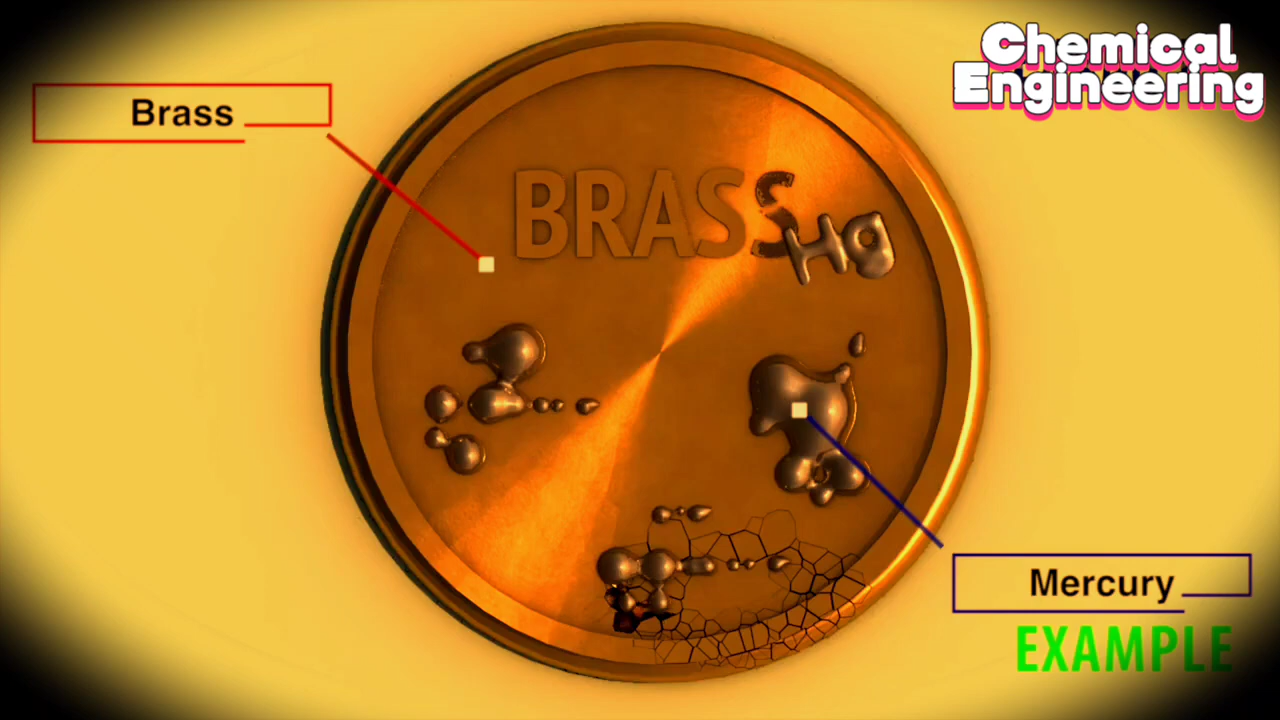 Chemical
Engineering
Brass
BRASS
Hg
Mercury
EXAMPLE